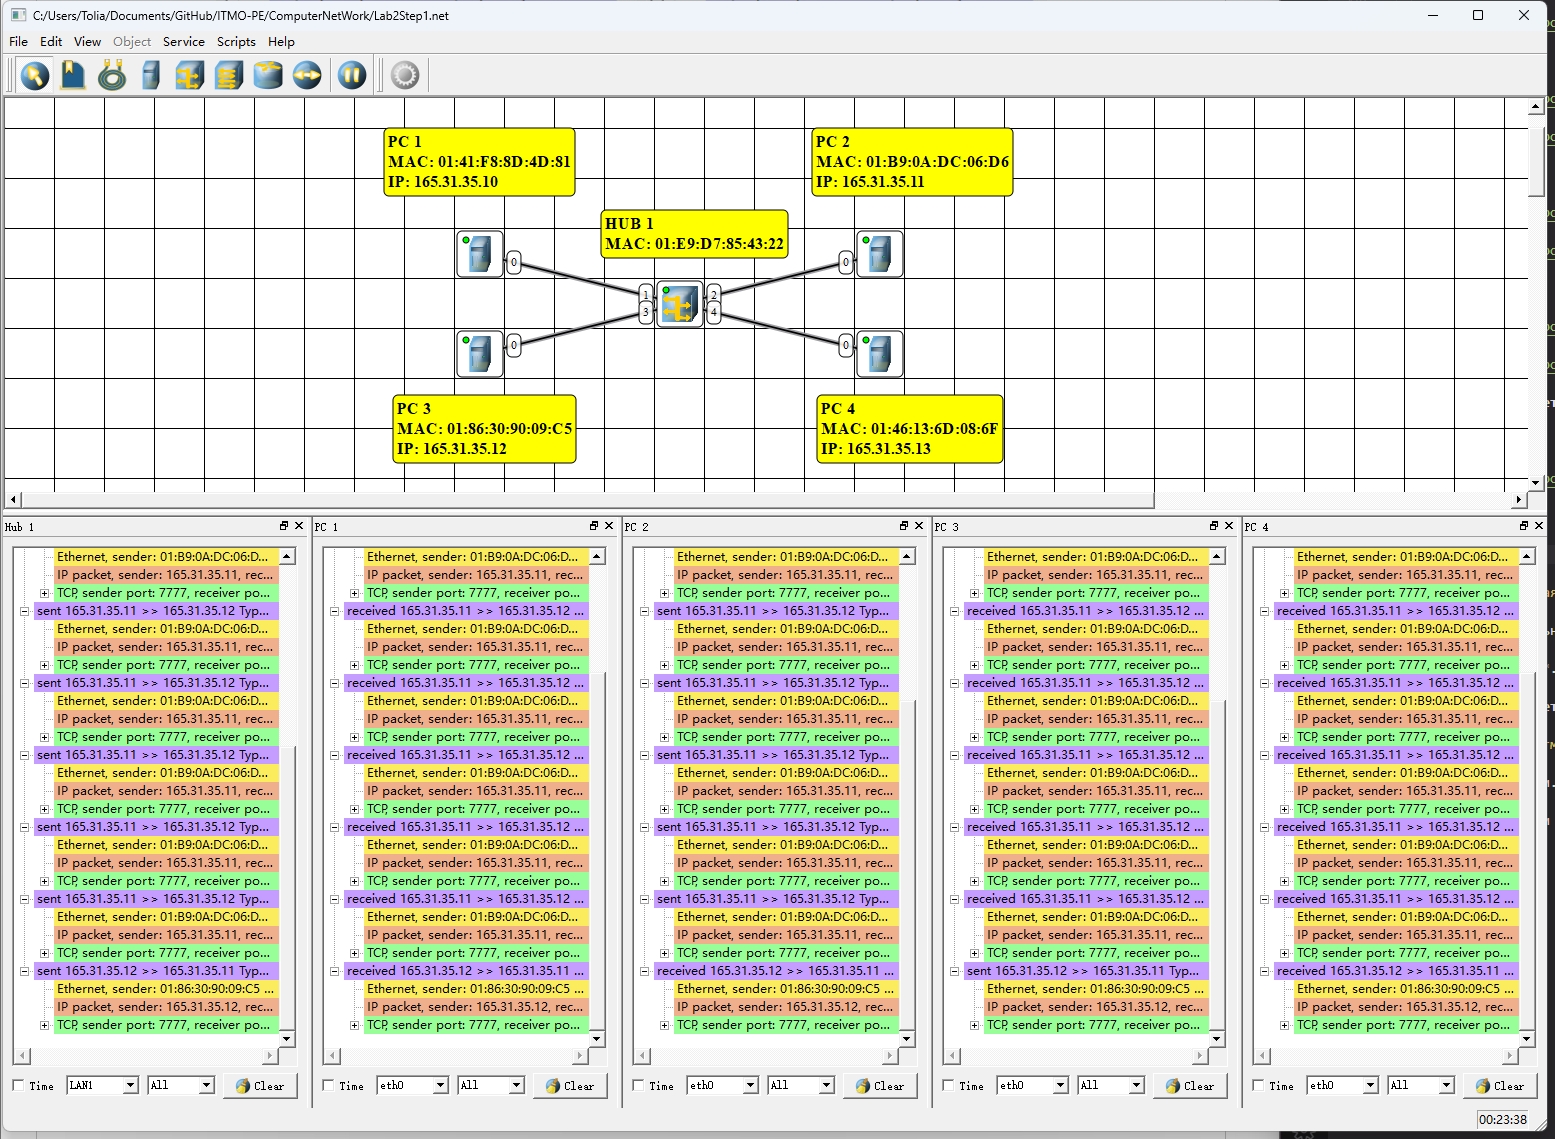 C:/Users/Tolia/Documents/GitHub/ITMO-PE/ComputerNetWork/Lab2Step1.net
File Edit View Object Service Scripts Help
PC 1
MAC: 01:41:F8:8D:4D:81
IP: 165.31.35.10
PC 2
MAC: 01:B9:0A:DC:06:D6
IP: 165.31.35.11
HUB 1
MAC: 01:E9:D7:85:43:22
0
0
1
2
3
4
0
0
PC 3
MAC: 01:86:30:90:09:C5
IP: 165.31.35.12
PC 4
MAC: 01:46:13:6D:08:6F
IP: 165.31.35.13
Hub 1
Ethernet, sender: 01:B9:0A:DC:06:D...
IP packet, sender: 165.31.35.11, rec...
TCP, sender port: 7777, receiver po...
sent 165.31.35.11 >> 165.31.35.12 Typ...
Ethernet, sender: 01:B9:0A:DC:06:D...
IP packet, sender: 165.31.35.11, rec...
TCP, sender port: 7777, receiver po...
sent 165.31.35.11 >> 165.31.35.12 Typ...
Ethernet, sender: 01:B9:0A:DC:06:D...
IP packet, sender: 165.31.35.11, rec...
TCP, sender port: 7777, receiver po...
sent 165.31.35.11 >> 165.31.35.12 Typ...
Ethernet, sender: 01:B9:0A:DC:06:D...
IP packet, sender: 165.31.35.11, rec...
TCP, sender port: 7777, receiver po...
sent 165.31.35.11 >> 165.31.35.12 Typ...
Ethernet, sender: 01:B9:0A:DC:06:D...
IP packet, sender: 165.31.35.11, rec...
TCP, sender port: 7777, receiver po...
sent 165.31.35.11 >> 165.31.35.12 Typ...
Ethernet, sender: 01:B9:0A:DC:06:D...
IP packet, sender: 165.31.35.11, rec...
TCP, sender port: 7777, receiver po...
sent 165.31.35.12 >> 165.31.35.11 Typ...
Ethernet, sender: 01:86:30:90:09:C5 ...
IP packet, sender: 165.31.35.12, rec...
TCP, sender port: 7777, receiver po...
Time LAN1 All Clear
PC 1
Ethernet, sender: 01:B9:0A:DC:06:D...
IP packet, sender: 165.31.35.11, rec...
TCP, sender port: 7777, receiver po...
received 165.31.35.11 >> 165.31.35.12 ...
Ethernet, sender: 01:B9:0A:DC:06:D...
IP packet, sender: 165.31.35.11, rec...
TCP, sender port: 7777, receiver po...
received 165.31.35.11 >> 165.31.35.12 ...
Ethernet, sender: 01:B9:0A:DC:06:D...
IP packet, sender: 165.31.35.11, rec...
TCP, sender port: 7777, receiver po...
received 165.31.35.11 >> 165.31.35.12 ...
Ethernet, sender: 01:B9:0A:DC:06:D...
IP packet, sender: 165.31.35.11, rec...
TCP, sender port: 7777, receiver po...
received 165.31.35.11 >> 165.31.35.12 ...
Ethernet, sender: 01:B9:0A:DC:06:D...
IP packet, sender: 165.31.35.11, rec...
TCP, sender port: 7777, receiver po...
received 165.31.35.11 >> 165.31.35.12 ...
Ethernet, sender: 01:B9:0A:DC:06:D...
IP packet, sender: 165.31.35.11, rec...
TCP, sender port: 7777, receiver po...
received 165.31.35.12 >> 165.31.35.11 ...
Ethernet, sender: 01:86:30:90:09:C5 ...
IP packet, sender: 165.31.35.12, rec...
TCP, sender port: 7777, receiver po...
Time eth0 All Clear
PC 2
Ethernet, sender: 01:B9:0A:DC:06:D...
IP packet, sender: 165.31.35.11, rec...
TCP, sender port: 7777, receiver po...
sent 165.31.35.11 >> 165.31.35.12 Typ...
Ethernet, sender: 01:B9:0A:DC:06:D...
IP packet, sender: 165.31.35.11, rec...
TCP, sender port: 7777, receiver po...
sent 165.31.35.11 >> 165.31.35.12 Typ...
Ethernet, sender: 01:B9:0A:DC:06:D...
IP packet, sender: 165.31.35.11, rec...
TCP, sender port: 7777, receiver po...
sent 165.31.35.11 >> 165.31.35.12 Typ...
Ethernet, sender: 01:B9:0A:DC:06:D...
IP packet, sender: 165.31.35.11, rec...
TCP, sender port: 7777, receiver po...
sent 165.31.35.11 >> 165.31.35.12 Typ...
Ethernet, sender: 01:B9:0A:DC:06:D...
IP packet, sender: 165.31.35.11, rec...
TCP, sender port: 7777, receiver po...
sent 165.31.35.11 >> 165.31.35.12 Typ...
Ethernet, sender: 01:B9:0A:DC:06:D...
IP packet, sender: 165.31.35.11, rec...
TCP, sender port: 7777, receiver po...
received 165.31.35.12 >> 165.31.35.11 ...
Ethernet, sender: 01:86:30:90:09:C5 ...
IP packet, sender: 165.31.35.12, rec...
TCP, sender port: 7777, receiver po...
Time eth0 All Clear
PC 3
Ethernet, sender: 01:B9:0A:DC:06:D...
IP packet, sender: 165.31.35.11, rec...
TCP, sender port: 7777, receiver po...
received 165.31.35.11 >> 165.31.35.12 ...
Ethernet, sender: 01:B9:0A:DC:06:D...
IP packet, sender: 165.31.35.11, rec...
TCP, sender port: 7777, receiver po...
received 165.31.35.11 >> 165.31.35.12 ...
Ethernet, sender: 01:B9:0A:DC:06:D...
IP packet, sender: 165.31.35.11, rec...
TCP, sender port: 7777, receiver po...
received 165.31.35.11 >> 165.31.35.12 ...
Ethernet, sender: 01:B9:0A:DC:06:D...
IP packet, sender: 165.31.35.11, rec...
TCP, sender port: 7777, receiver po...
received 165.31.35.11 >> 165.31.35.12 ...
Ethernet, sender: 01:B9:0A:DC:06:D...
IP packet, sender: 165.31.35.11, rec...
TCP, sender port: 7777, receiver po...
received 165.31.35.11 >> 165.31.35.12 ...
Ethernet, sender: 01:B9:0A:DC:06:D...
IP packet, sender: 165.31.35.11, rec...
TCP, sender port: 7777, receiver po...
sent 165.31.35.12 >> 165.31.35.11 Typ...
Ethernet, sender: 01:86:30:90:09:C5 ...
IP packet, sender: 165.31.35.12, rec...
TCP, sender port: 7777, receiver po...
Time eth0 All Clear
PC 4
Ethernet, sender: 01:B9:0A:DC:06:D...
IP packet, sender: 165.31.35.11, rec...
TCP, sender port: 7777, receiver po...
received 165.31.35.11 >> 165.31.35.12 ...
Ethernet, sender: 01:B9:0A:DC:06:D...
IP packet, sender: 165.31.35.11, rec...
TCP, sender port: 7777, receiver po...
received 165.31.35.11 >> 165.31.35.12 ...
Ethernet, sender: 01:B9:0A:DC:06:D...
IP packet, sender: 165.31.35.11, rec...
TCP, sender port: 7777, receiver po...
received 165.31.35.11 >> 165.31.35.12 ...
Ethernet, sender: 01:B9:0A:DC:06:D...
IP packet, sender: 165.31.35.11, rec...
TCP, sender port: 7777, receiver po...
received 165.31.35.11 >> 165.31.35.12 ...
Ethernet, sender: 01:B9:0A:DC:06:D...
IP packet, sender: 165.31.35.11, rec...
TCP, sender port: 7777, receiver po...
received 165.31.35.11 >> 165.31.35.12 ...
Ethernet, sender: 01:B9:0A:DC:06:D...
IP packet, sender: 165.31.35.11, rec...
TCP, sender port: 7777, receiver po...
received 165.31.35.12 >> 165.31.35.11 ...
Ethernet, sender: 01:86:30:90:09:C5 ...
IP packet, sender: 165.31.35.12, rec...
TCP, sender port: 7777, receiver po...
Time eth0 All Clear
00:23:38